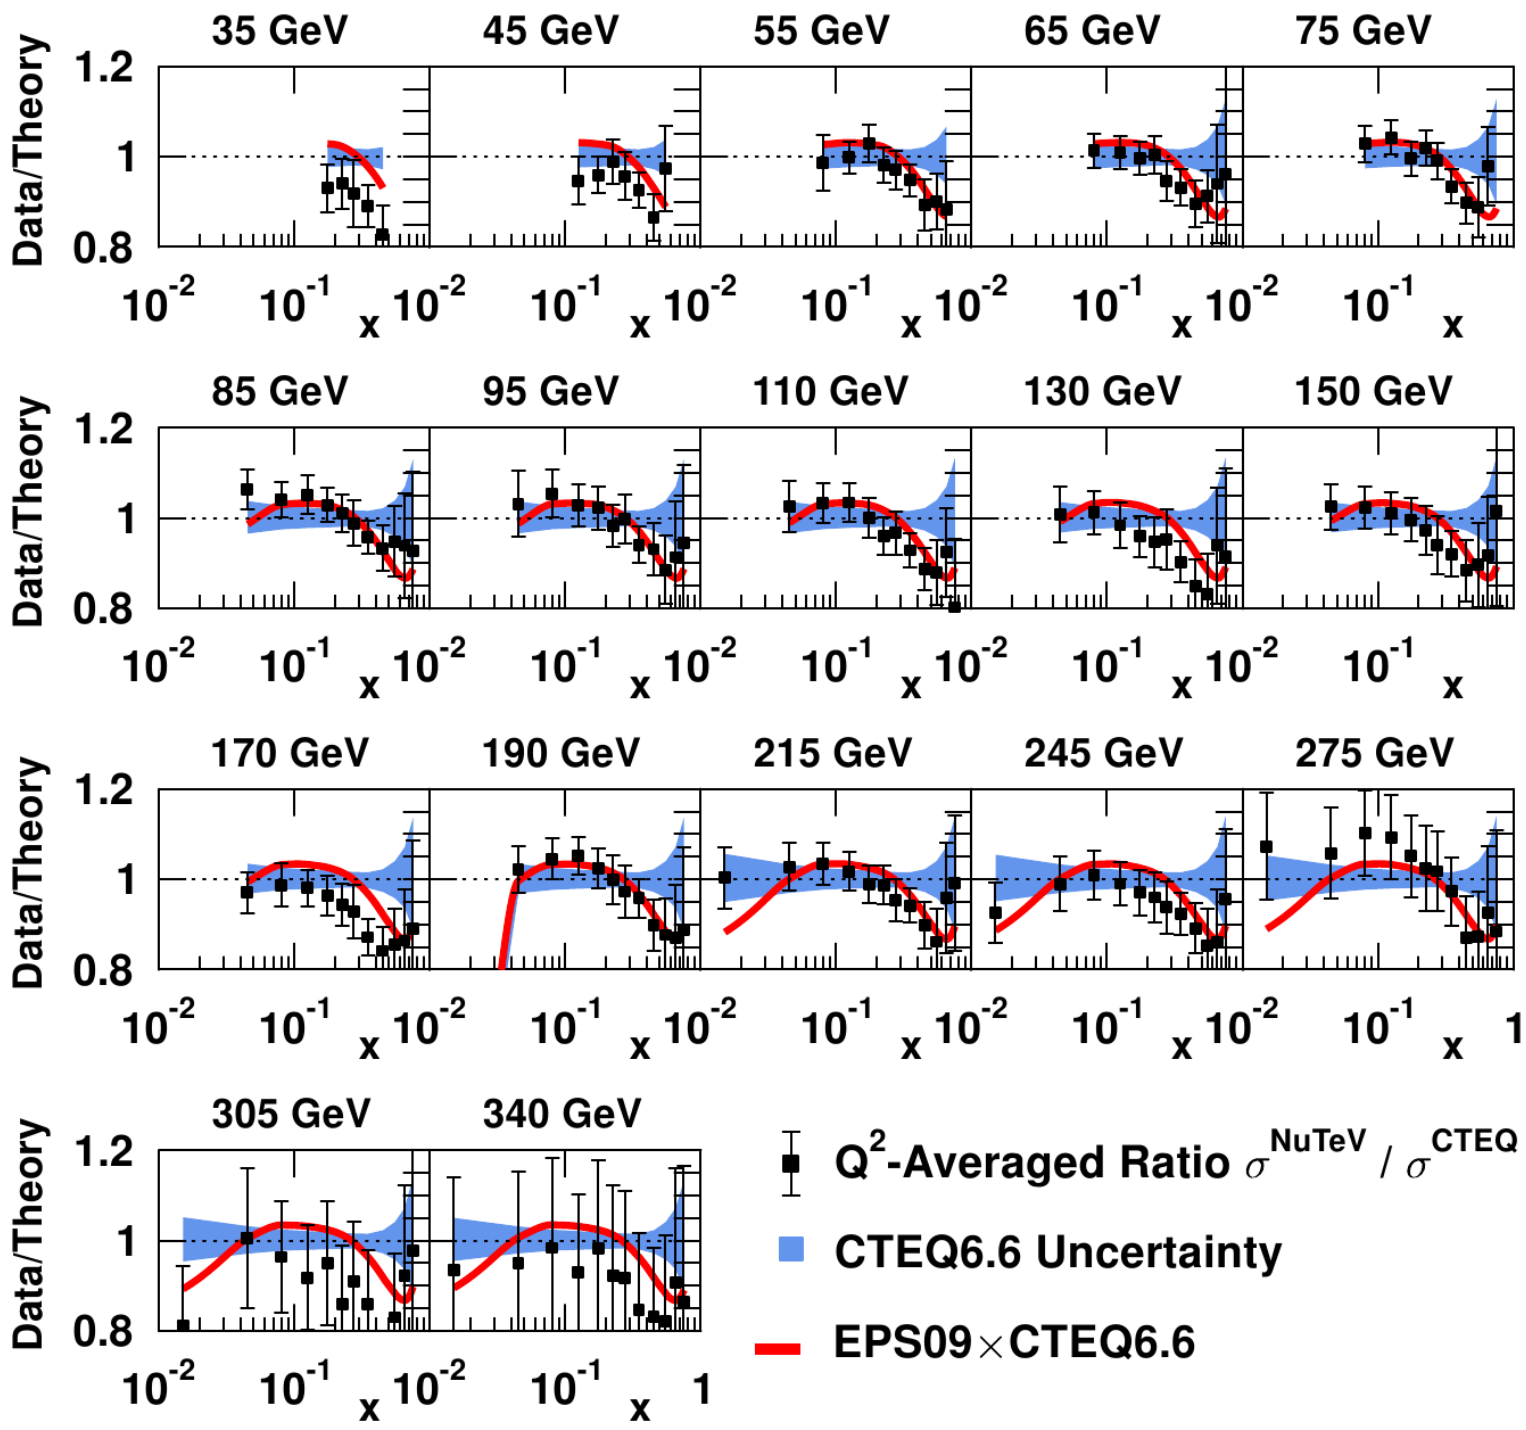 35 GeV 45 GeV 55 GeV 65 GeV 75 GeV
Data/Theory
1.2
1
0.8
10^-2 10^-1 10^-2 10^-1 10^-2 10^-1 10^-2 10^-1 10^-2 10^-1
x x x x x
85 GeV 95 GeV 110 GeV 130 GeV 150 GeV
Data/Theory
1.2
1
0.8
10^-2 10^-1 10^-2 10^-1 10^-2 10^-1 10^-2 10^-1 10^-2 10^-1
x x x x x
170 GeV 190 GeV 215 GeV 245 GeV 275 GeV
Data/Theory
1.2
1
0.8
10^-2 10^-1 10^-2 10^-1 10^-2 10^-1 10^-2 10^-1 10^-2 10^-1 1
x x x x x
305 GeV 340 GeV
Data/Theory
1.2
1
0.8
10^-2 10^-1 10^-2 10^-1 1
x x
Q^2-Averaged Ratio σ^NuTeV / σ^CTEQ
CTEQ6.6 Uncertainty
EPS09×CTEQ6.6